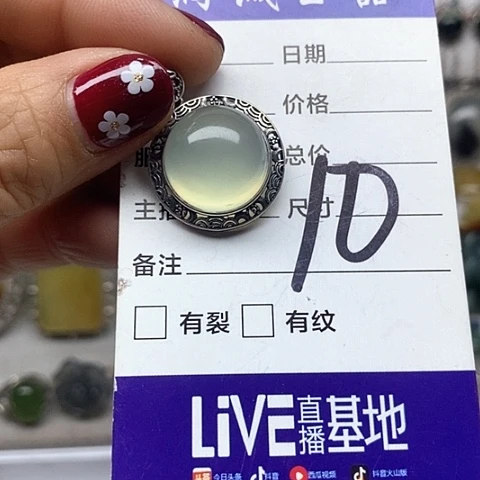 日期
价格
总价
主播 尺寸
10
备注
有裂 有纹
LiVE直播基地
今日头条 抖音 西瓜视频 抖音火山版